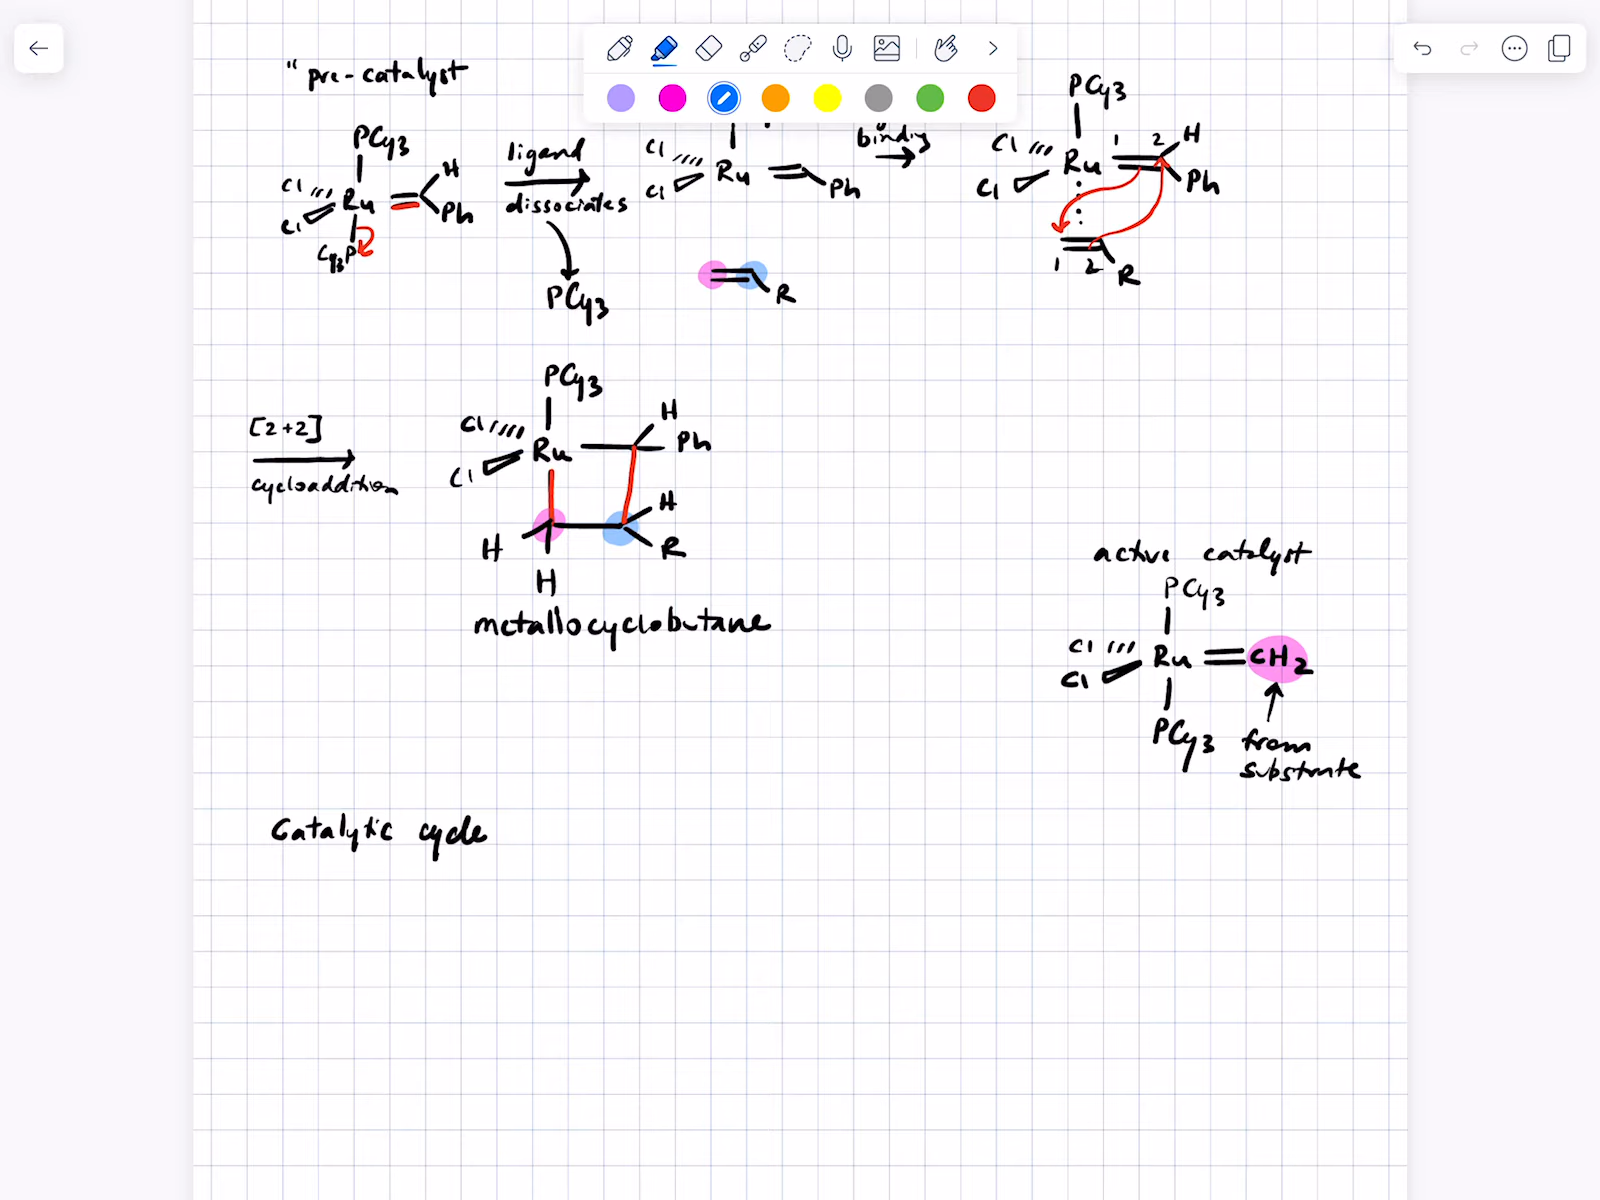 "pre-catalyst
PCy3
Cl
Ru
H
Ph
Cl
Cy3P
ligand
dissociates
PCy3
Cl
Ru
Cl
Ph
R
binding
PCy3
Cl
Ru
1
2
H
Cl
Ph
1
2
R
[2+2]
cycloaddition
PCy3
Cl
Ru
H
Ph
Cl
H
H
R
H
metallocyclobutane
active catalyst
PCy3
Cl
Ru
CH2
Cl
PCy3
from
substrate
Catalytic cycle